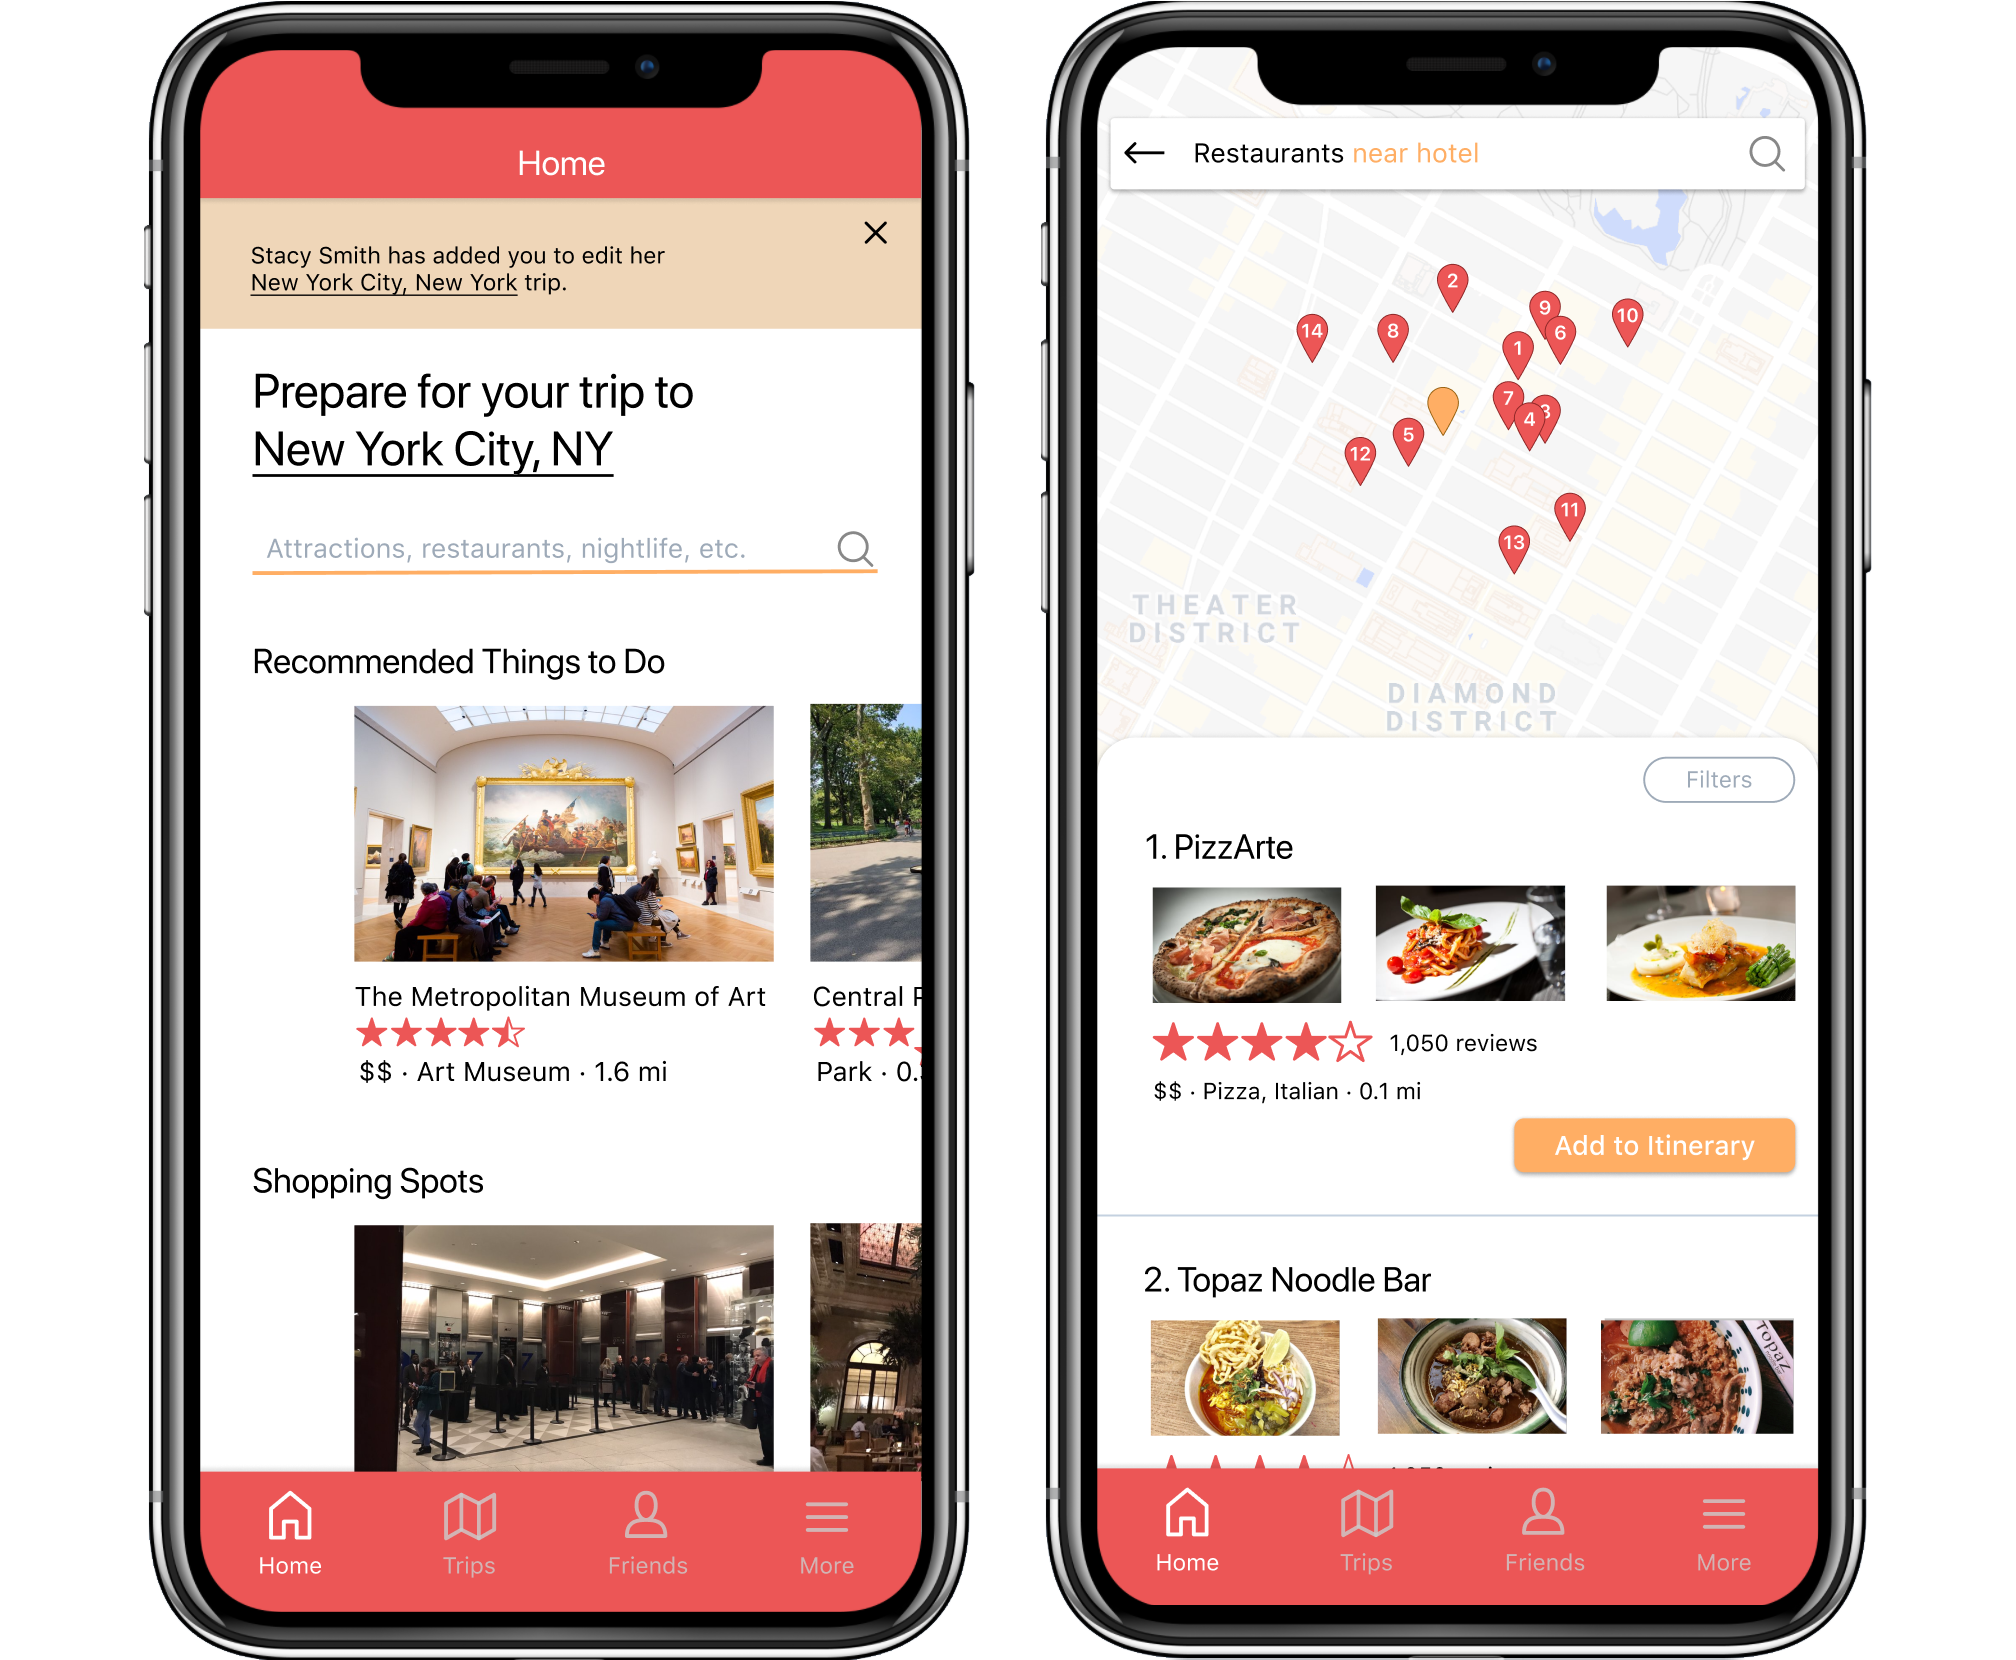 Home
Stacy Smith has added you to edit her
New York City, New York trip.
Prepare for your trip to
New York City, NY
Attractions, restaurants, nightlife, etc.
Recommended Things to Do
The Metropolitan Museum of Art
$$ · Art Museum · 1.6 mi
Central
Park · 0.
Shopping Spots
7
7
Home
Trips
Friends
More
Restaurants near hotel
2
9
10
14
8
6
1
7
3
4
5
12
11
13
THEATER
DISTRICT
DIAMOND
DISTRICT
Filters
1. PizzArte
1,050 reviews
$$ · Pizza, Italian · 0.1 mi
Add to Itinerary
2. Topaz Noodle Bar
Topaz
Home
Trips
Friends
More